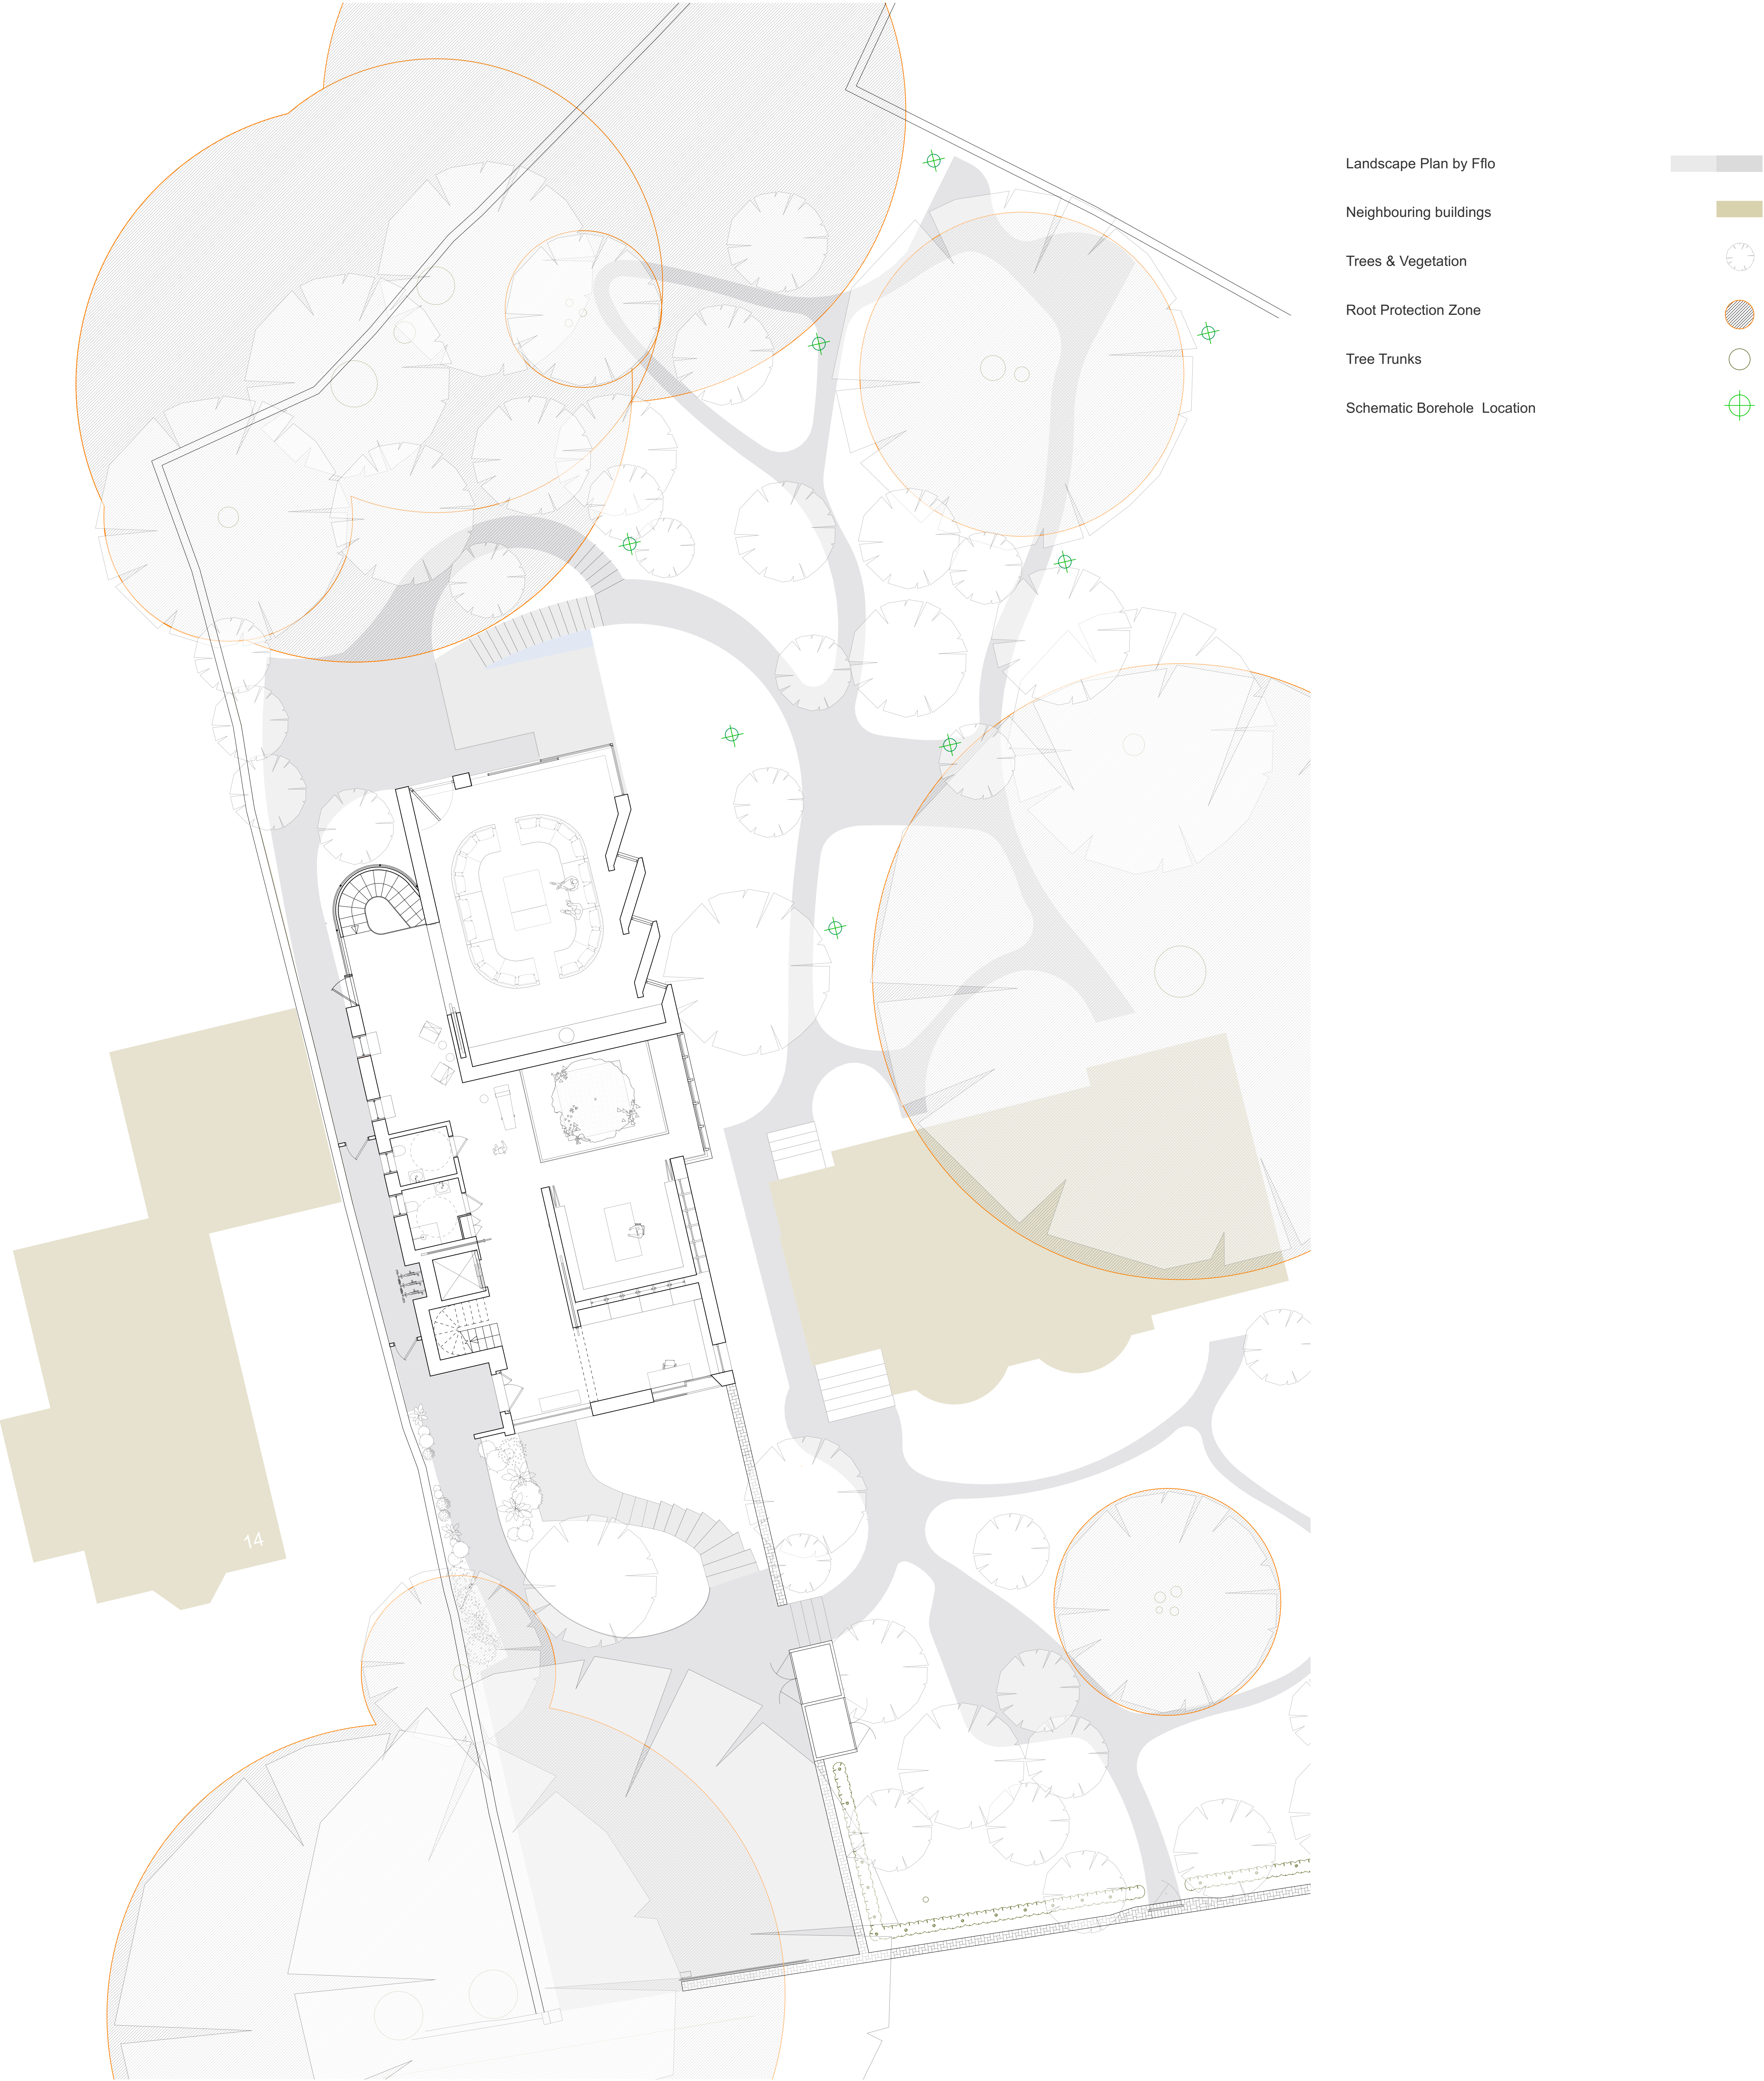 Landscape Plan by Fflo
Neighbouring buildings
Trees & Vegetation
Root Protection Zone
Tree Trunks
Schematic Borehole Location
14